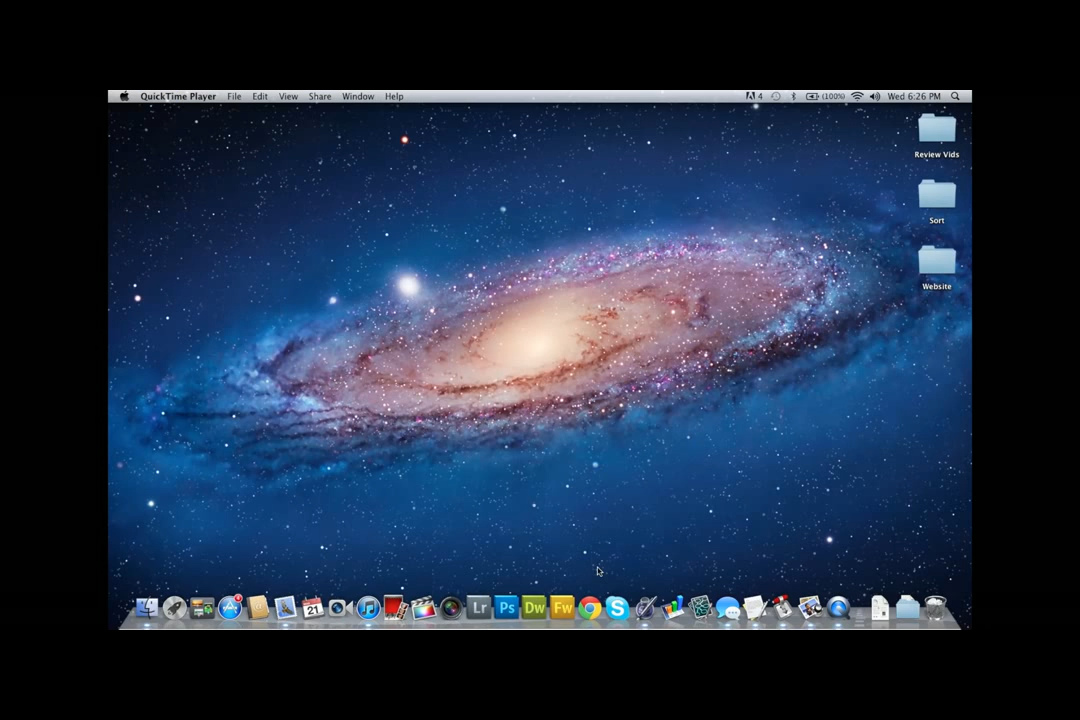 QuickTime Player File Edit View Share Window Help 4 (100%) Wed 6:26 PM
Review Vids
Sort
Website
21
Lr Ps Dw Fw